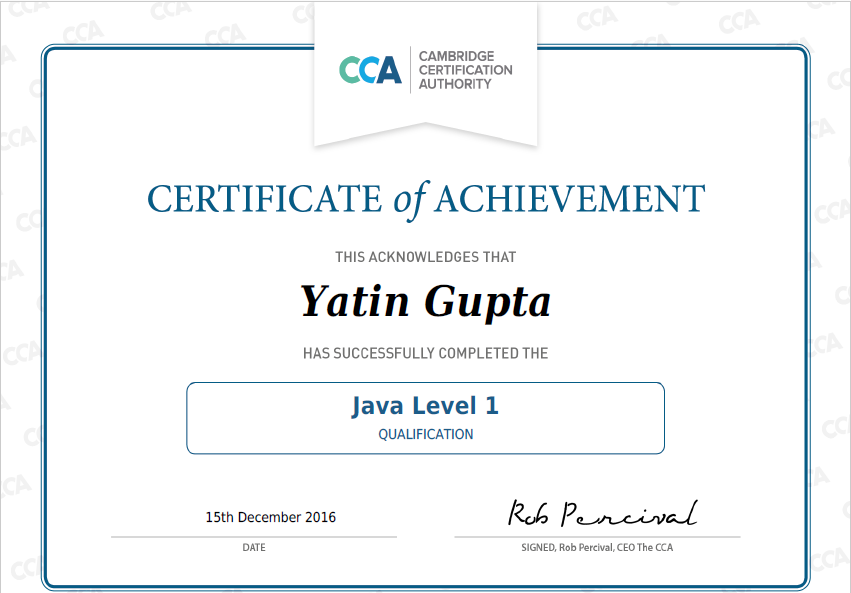 CCA
CAMBRIDGE
CERTIFICATION
AUTHORITY
CERTIFICATE of ACHIEVEMENT
THIS ACKNOWLEDGES THAT
Yatin Gupta
HAS SUCCESSFULLY COMPLETED THE
Java Level 1
QUALIFICATION
15th December 2016
Rob Percival
DATE
SIGNED, Rob Percival, CEO The CCA